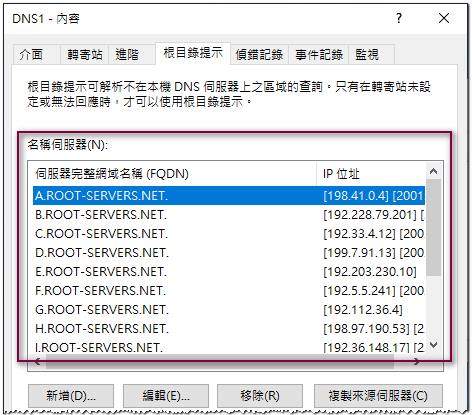 DNS1 - 內容
介面 轉寄站 進階 根目錄提示 偵錯記錄 事件記錄 監視
根目錄提示可解析不在本機 DNS 伺服器上之區域的查詢。只有在轉寄站未設
定或無法回應時，才可以使用根目錄提示。
名稱伺服器(N):
伺服器完整網域名稱 (FQDN) IP 位址
A.ROOT-SERVERS.NET. [198.41.0.4] [2001
B.ROOT-SERVERS.NET. [192.228.79.201] [2
C.ROOT-SERVERS.NET. [192.33.4.12] [200
D.ROOT-SERVERS.NET. [199.7.91.13] [200
E.ROOT-SERVERS.NET. [192.203.230.10]
F.ROOT-SERVERS.NET. [192.5.5.241] [200
G.ROOT-SERVERS.NET. [192.112.36.4]
H.ROOT-SERVERS.NET. [198.97.190.53] [2
I.ROOT-SERVERS.NET. [192.36.148.17] [2
新增(D)... 編輯(E)... 移除(R) 複製來源伺服器(C)